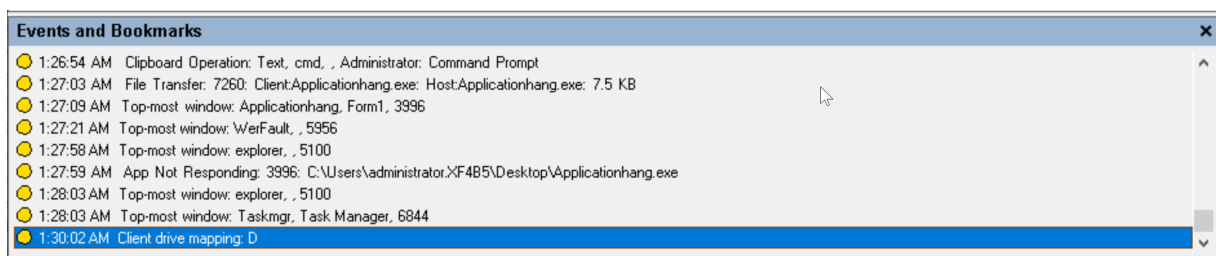 Events and Bookmarks
1:26:54 AM Clipboard Operation: Text, cmd, , Administrator: Command Prompt
1:27:03 AM File Transfer: 7260: Client:Applicationhang.exe: Host:Applicationhang.exe: 7.5 KB
1:27:09 AM Top-most window: Applicationhang, Form1, 3996
1:27:21 AM Top-most window: WerFault, , 5956
1:27:58 AM Top-most window: explorer, , 5100
1:27:59 AM App Not Responding: 3996: C:\Users\administrator.XF4B5\Desktop\Applicationhang.exe
1:28:03 AM Top-most window: explorer, , 5100
1:28:03 AM Top-most window: Taskmgr, Task Manager, 6844
1:30:02 AM Client drive mapping: D